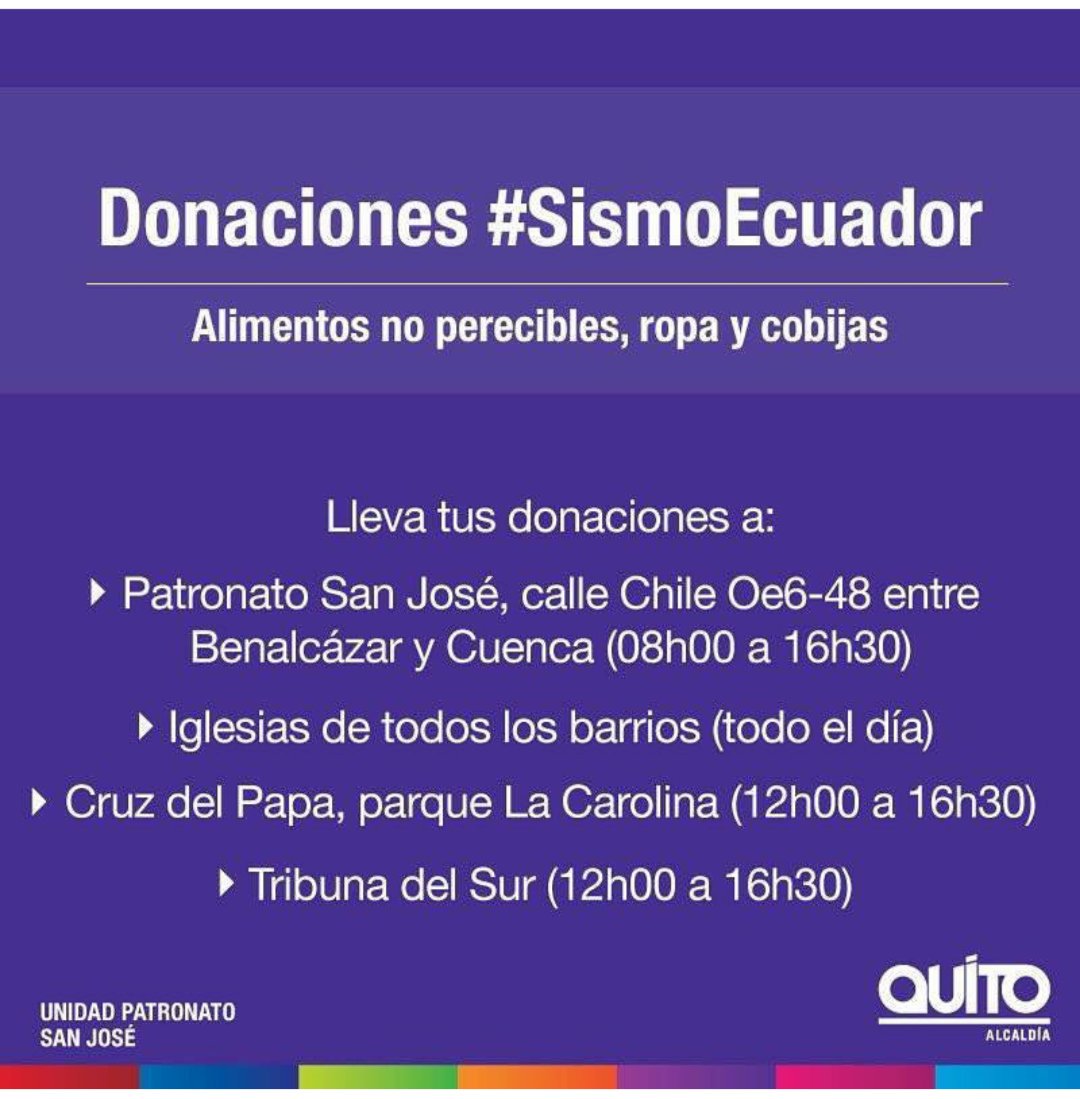 Donaciones #SismoEcuador
Alimentos no perecibles, ropa y cobijas
Lleva tus donaciones a:
Patronato San José, calle Chile Oe6-48 entre
Benalcázar y Cuenca (08h00 a 16h30)
Iglesias de todos los barrios (todo el día)
Cruz del Papa, parque La Carolina (12h00 a 16h30)
Tribuna del Sur (12h00 a 16h30)
UNIDAD PATRONATO
SAN JOSÉ
QUÍTO
ALCALDÍA